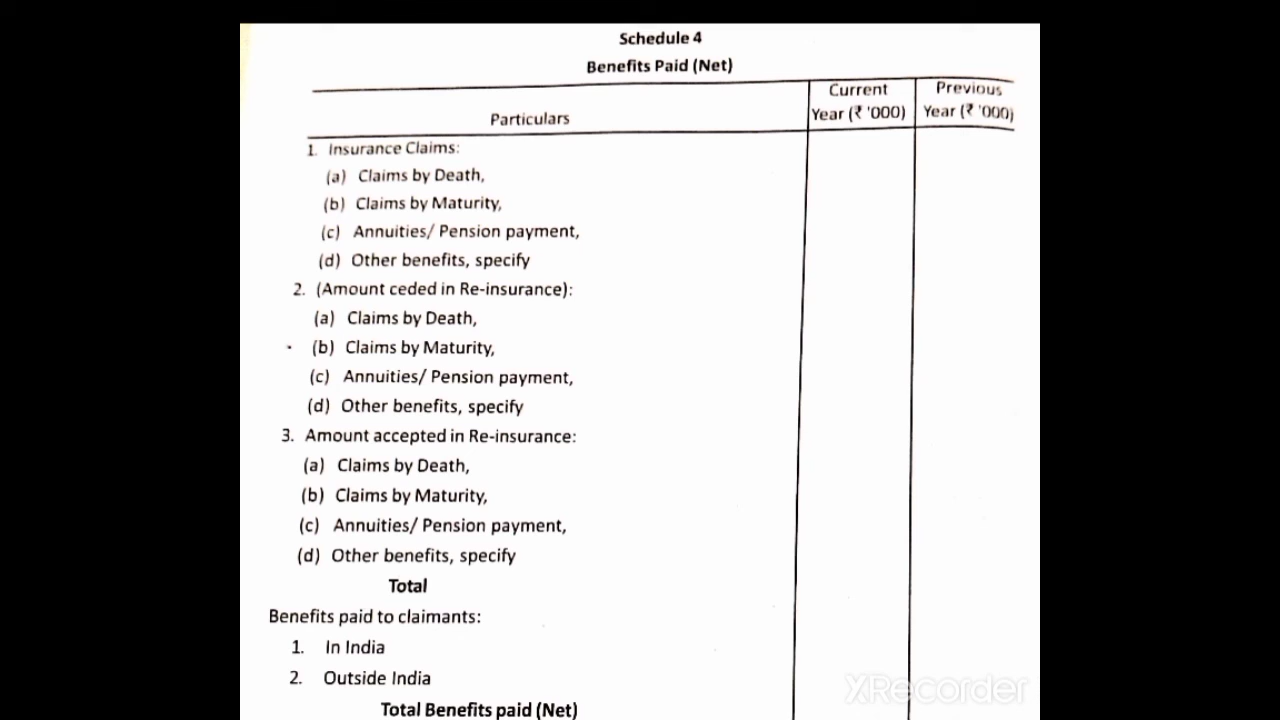 Schedule 4
Benefits Paid (Net)
Particulars
Current Year (₹ '000)
Previous Year (₹ '000)
1. Insurance Claims:
(a) Claims by Death,
(b) Claims by Maturity,
(c) Annuities/ Pension payment,
(d) Other benefits, specify
2. (Amount ceded in Re-insurance):
(a) Claims by Death,
(b) Claims by Maturity,
(c) Annuities/ Pension payment,
(d) Other benefits, specify
3. Amount accepted in Re-insurance:
(a) Claims by Death,
(b) Claims by Maturity,
(c) Annuities/ Pension payment,
(d) Other benefits, specify
Total
Benefits paid to claimants:
1. In India
2. Outside India
Total Benefits paid (Net)
XRecorder